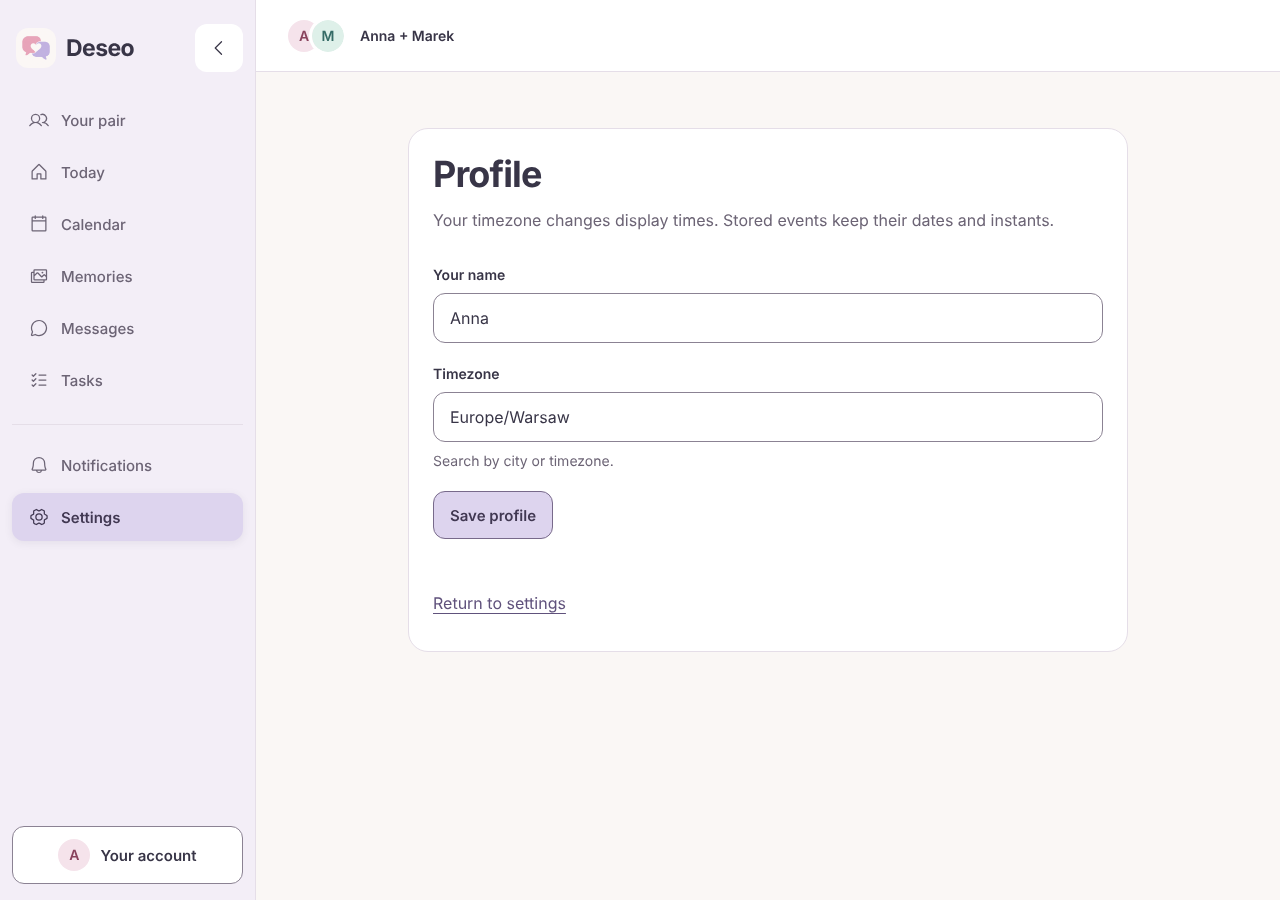 Deseo
Your pair
Today
Calendar
Memories
Messages
Tasks
Notifications
Settings
A Your account
A M Anna + Marek
Profile
Your timezone changes display times. Stored events keep their dates and instants.
Your name
Anna
Timezone
Europe/Warsaw
Search by city or timezone.
Save profile
Return to settings